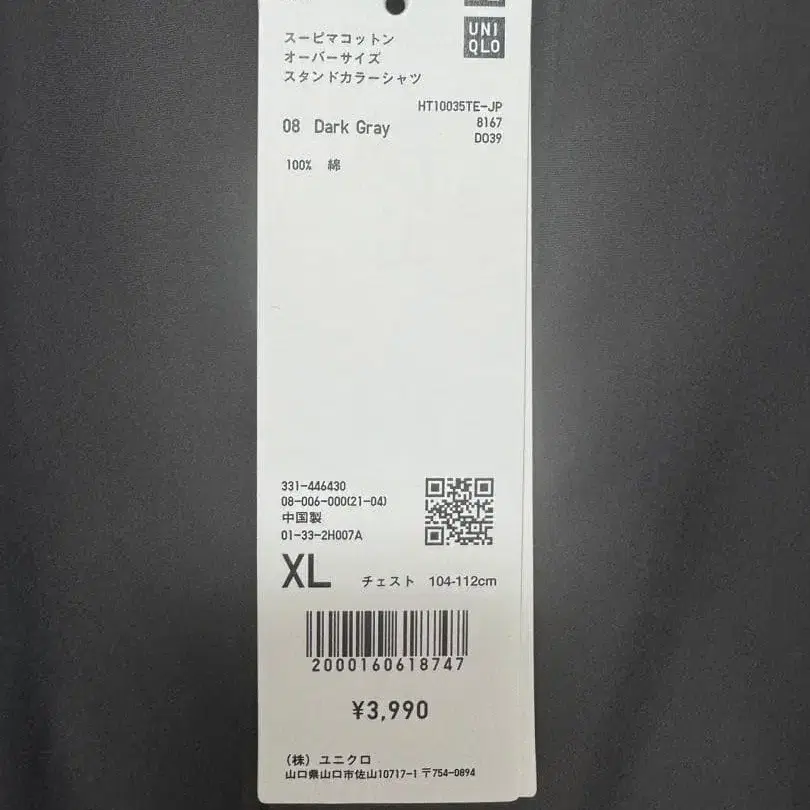 UNI
QLO
スーピマコットン
オーバーサイズ
スタンドカラーシャツ
HT10035TE-JP
08 Dark Gray
8167
D039
100% 綿
331-446430
08-006-000(21-04)
中国製
01-33-2H007A
XL チェスト 104-112cm
2000160618747
¥3,990
(株) ユニクロ
山口県山口市佐山10717-1 〒754-0894